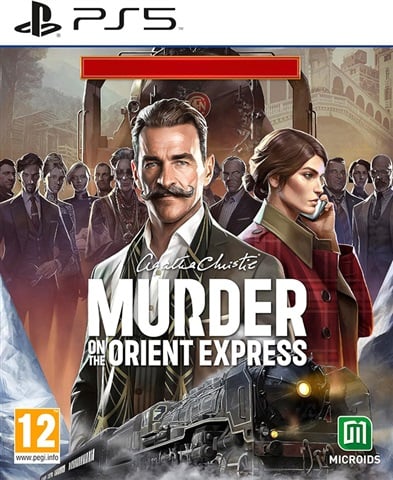 PS5
Agatha Christie
MURDER
ON THE ORIENT EXPRESS
12
www.pegi.info
MICROIDS